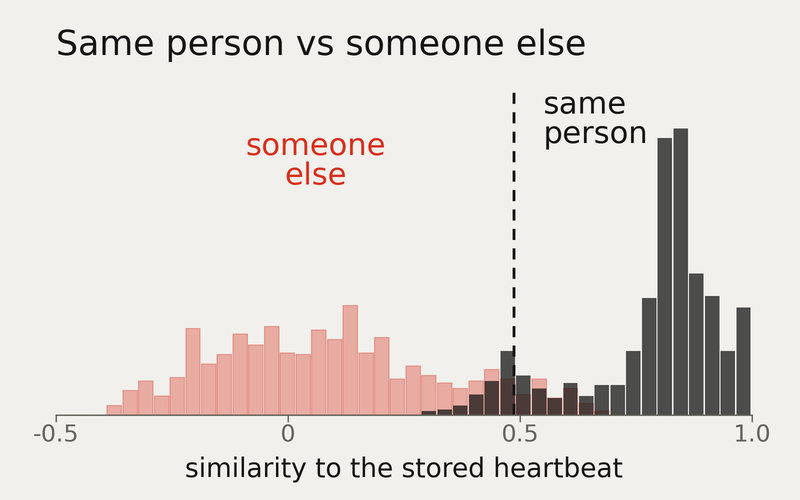 Same person vs someone else
same
person
someone
else
-0.5
0
0.5
1.0
similarity to the stored heartbeat